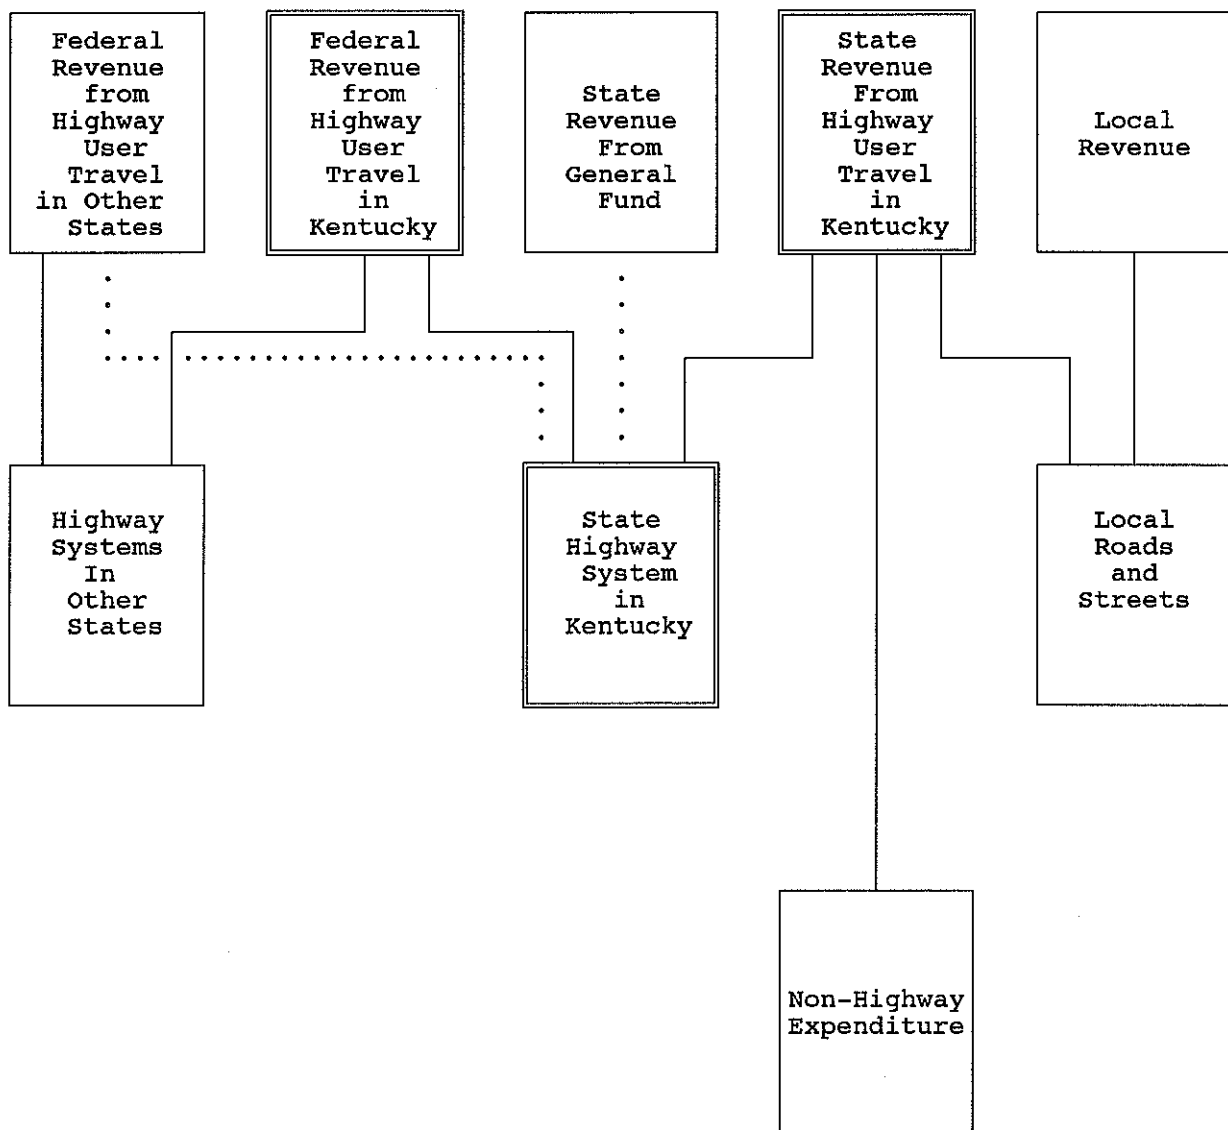 Federal
Revenue
from
Highway
User
Travel
in Other
States
Federal
Revenue
from
Highway
User
Travel
in
Kentucky
State
Revenue
From
General
Fund
State
Revenue
From
Highway
User
Travel
in
Kentucky
Local
Revenue
Highway
Systems
In
Other
States
State
Highway
System
in
Kentucky
Local
Roads
and
Streets
Non-Highway
Expenditure